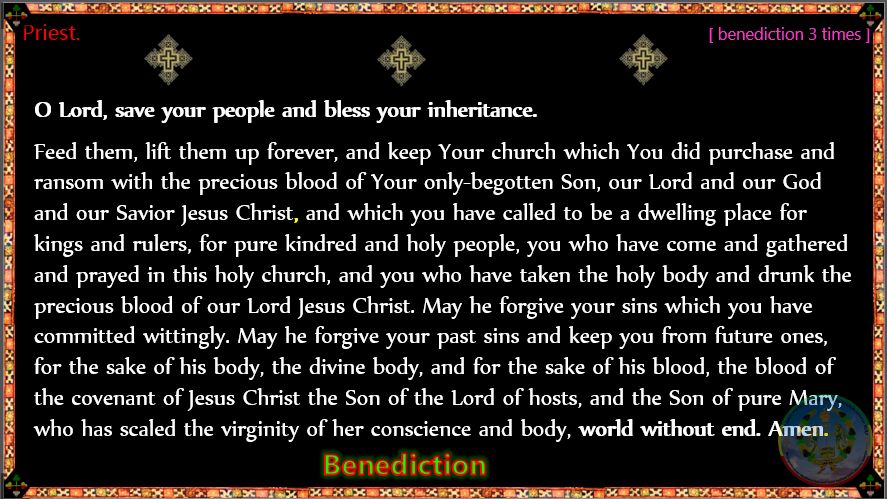 Priest.
[ benediction 3 times ]
O Lord, save your people and bless your inheritance.
Feed them, lift them up forever, and keep Your church which You did purchase and
ransom with the precious blood of Your only-begotten Son, our Lord and our God
and our Savior Jesus Christ, and which you have called to be a dwelling place for
kings and rulers, for pure kindred and holy people, you who have come and gathered
and prayed in this holy church, and you who have taken the holy body and drunk the
precious blood of our Lord Jesus Christ. May he forgive your sins which you have
committed wittingly. May he forgive your past sins and keep you from future ones,
for the sake of his body, the divine body, and for the sake of his blood, the blood of
the covenant of Jesus Christ the Son of the Lord of hosts, and the Son of pure Mary,
who has scaled the virginity of her conscience and body, world without end. Amen.
Benediction